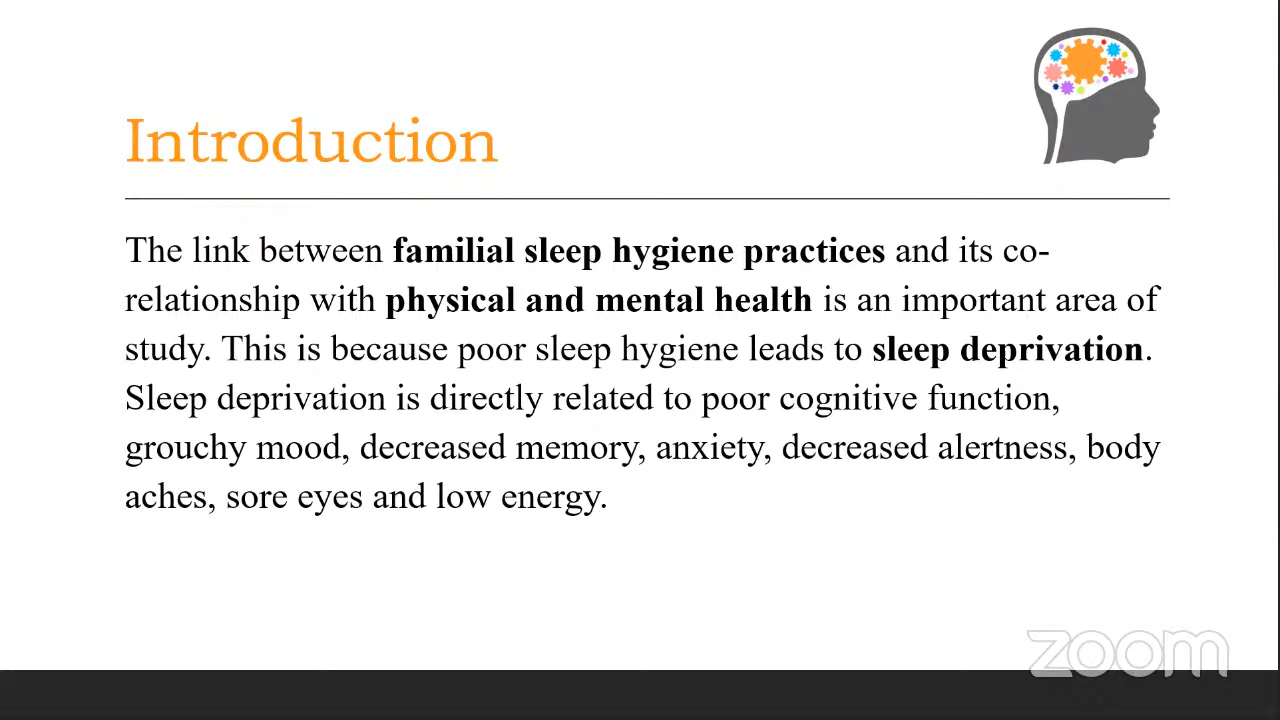 Introduction
The link between familial sleep hygiene practices and its co-
relationship with physical and mental health is an important area of
study. This is because poor sleep hygiene leads to sleep deprivation.
Sleep deprivation is directly related to poor cognitive function,
grouchy mood, decreased memory, anxiety, decreased alertness, body
aches, sore eyes and low energy.
zoom